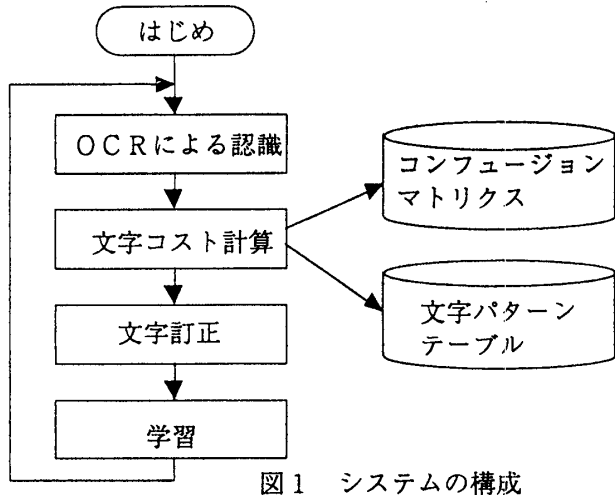 はじめ
OCRによる認識
文字コスト計算
文字訂正
学習
コンフュージョン
マトリクス
文字パターン
テーブル
図1 システムの構成